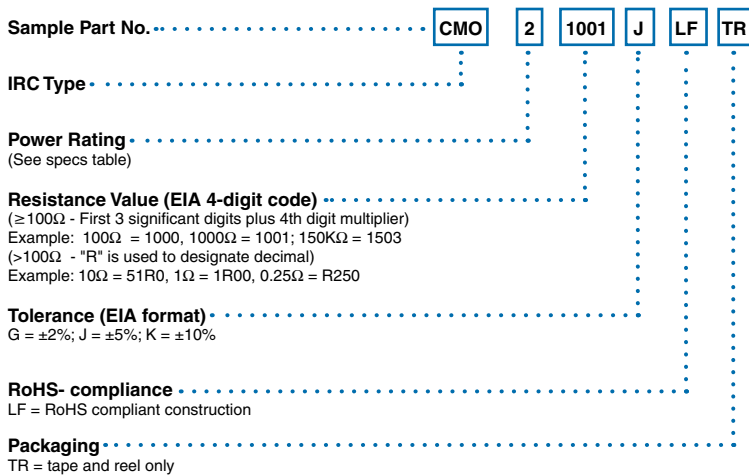 Sample Part No. CMO 2 1001 J LF TR
IRC Type
Power Rating
(See specs table)
Resistance Value (EIA 4-digit code)
(≥100Ω - First 3 significant digits plus 4th digit multiplier)
Example: 100Ω = 1000, 1000Ω = 1001; 150KΩ = 1503
(>100Ω - "R" is used to designate decimal)
Example: 10Ω = 51R0, 1Ω = 1R00, 0.25Ω = R250
Tolerance (EIA format)
G = ±2%; J = ±5%; K = ±10%
RoHS- compliance
LF = RoHS compliant construction
Packaging
TR = tape and reel only